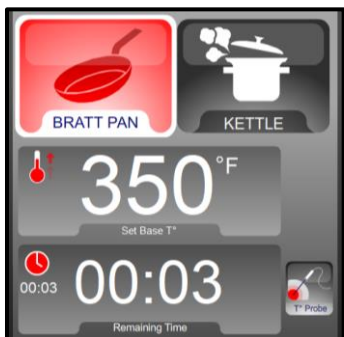 BRATT PAN
KETTLE
350°F
Set Base T°
00:03
00:03
T° Probe
Remaining Time